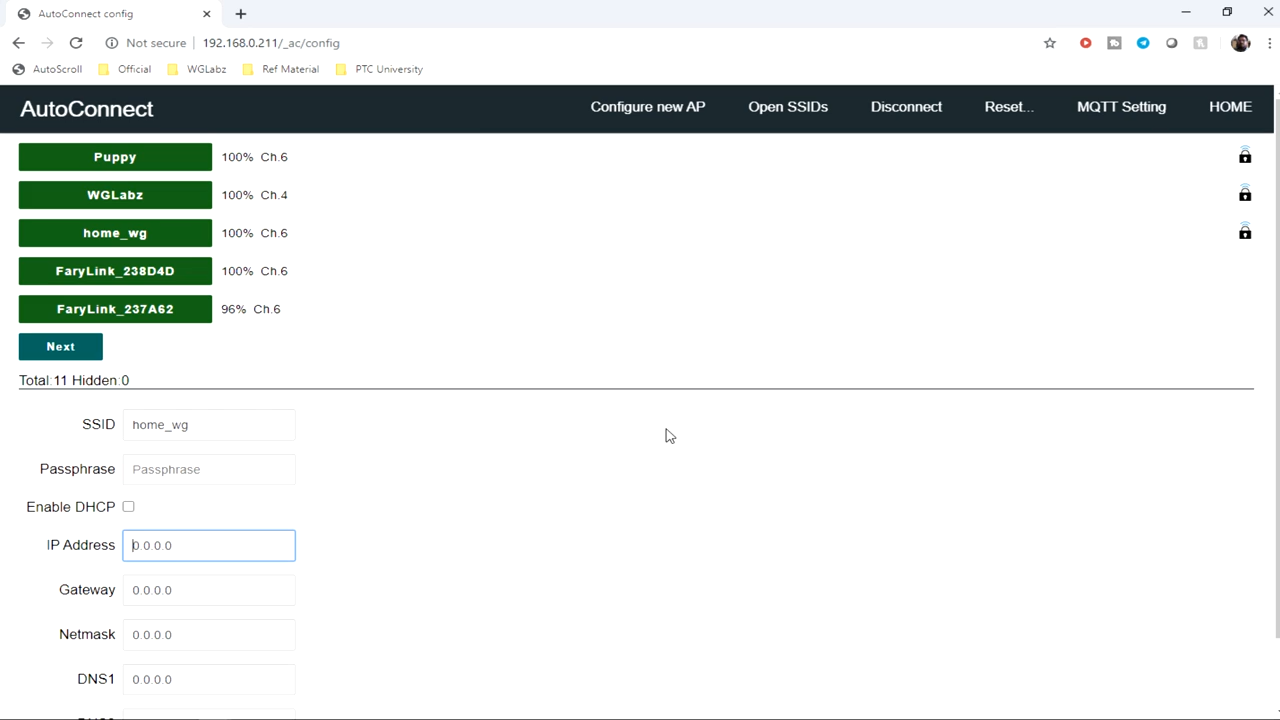 AutoConnect config
Not secure 192.168.0.211/_ac/config
AutoScroll Official WGLabz Ref Material PTC University
AutoConnect Configure new AP Open SSIDs Disconnect Reset... MQTT Setting HOME
Puppy 100% Ch.6
WGLabz 100% Ch.4
home_wg 100% Ch.6
FaryLink_238D4D 100% Ch.6
FaryLink_237A62 96% Ch.6
Next
Total:11 Hidden:0
SSID home_wg
Passphrase Passphrase
Enable DHCP
IP Address 0.0.0.0
Gateway 0.0.0.0
Netmask 0.0.0.0
DNS1 0.0.0.0